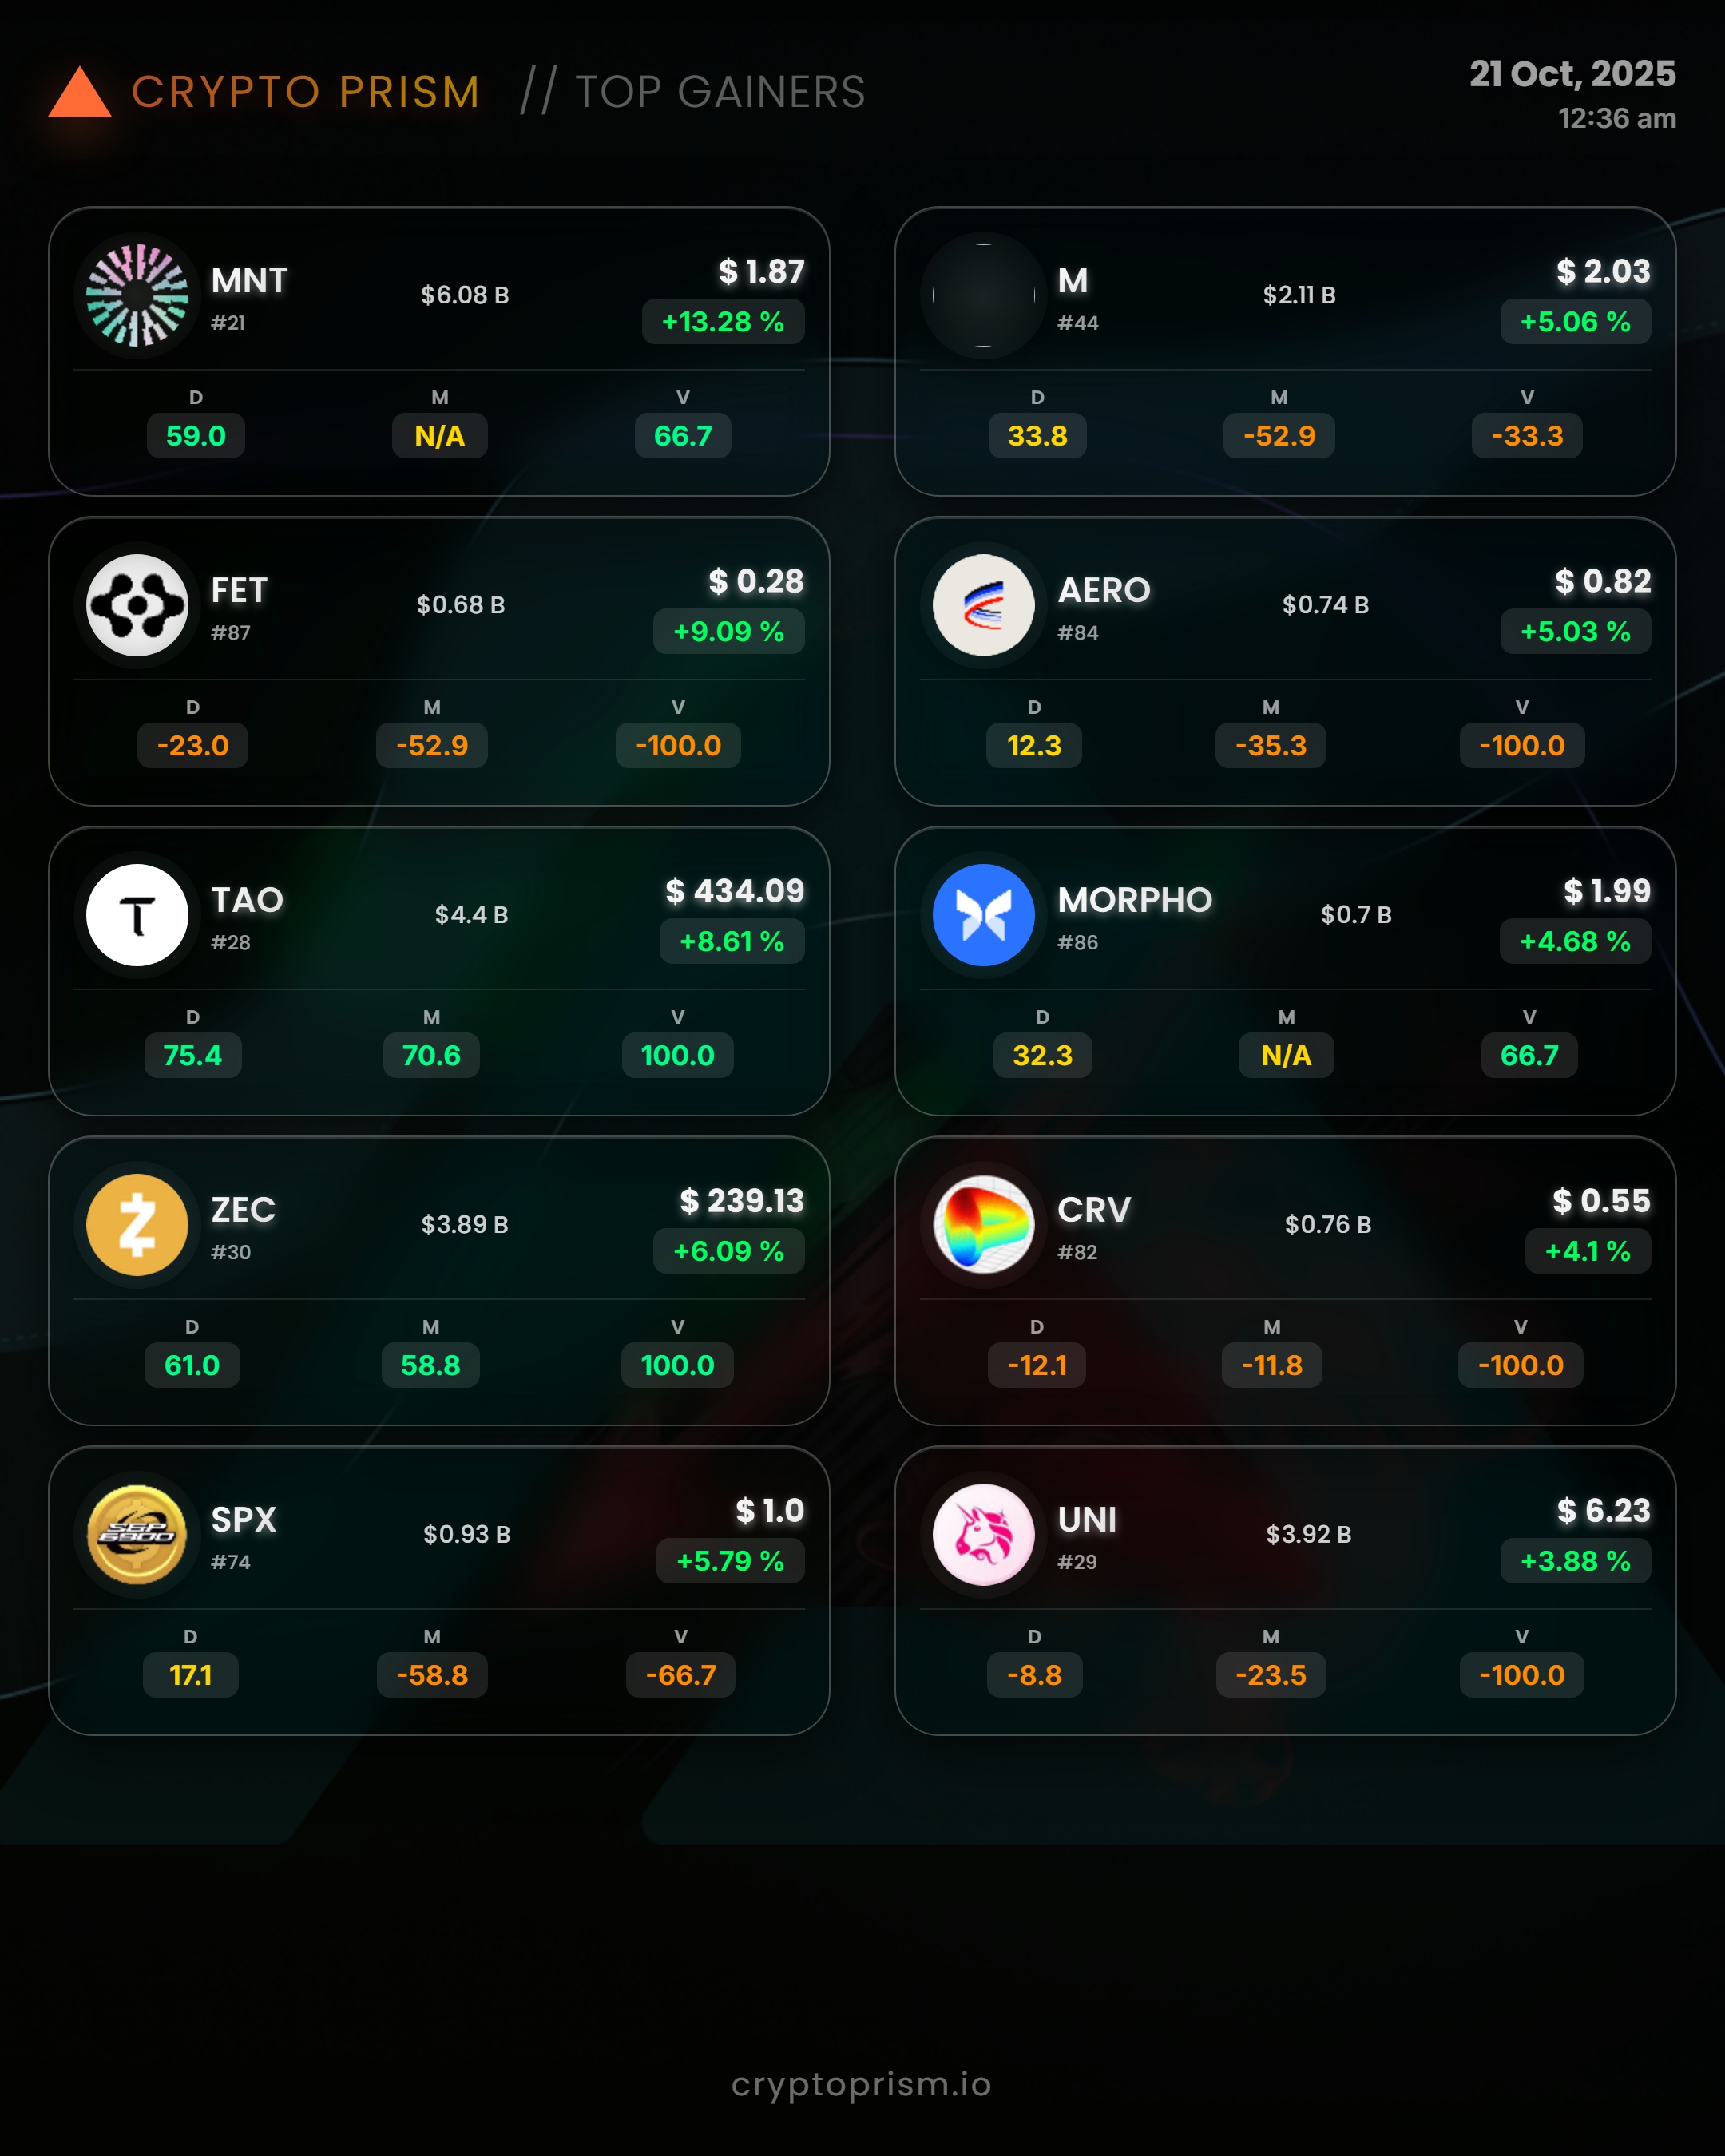 CRYPTO PRISM // TOP GAINERS
21 Oct, 2025
12:36 am
MNT
#21
$6.08 B
$ 1.87
+13.28 %
D M V
59.0 N/A 66.7
M
#44
$2.11 B
$ 2.03
+5.06 %
D M V
33.8 -52.9 -33.3
FET
#87
$0.68 B
$ 0.28
+9.09 %
D M V
-23.0 -52.9 -100.0
AERO
#84
$0.74 B
$ 0.82
+5.03 %
D M V
12.3 -35.3 -100.0
T
TAO
#28
$4.4 B
$ 434.09
+8.61 %
D M V
75.4 70.6 100.0
MORPHO
#86
$0.7 B
$ 1.99
+4.68 %
D M V
32.3 N/A 66.7
ZEC
#30
$3.89 B
$ 239.13
+6.09 %
D M V
61.0 58.8 100.0
CRV
#82
$0.76 B
$ 0.55
+4.1 %
D M V
-12.1 -11.8 -100.0
S&P
6900
SPX
#74
$0.93 B
$ 1.0
+5.79 %
D M V
17.1 -58.8 -66.7
UNI
#29
$3.92 B
$ 6.23
+3.88 %
D M V
-8.8 -23.5 -100.0
cryptoprism.io